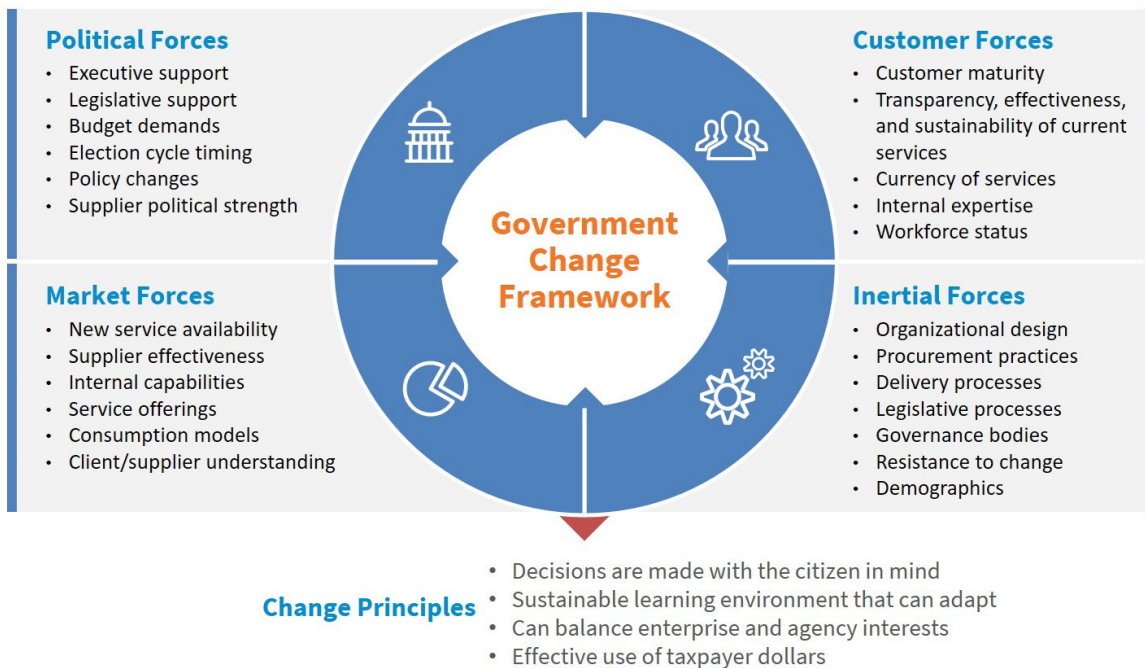 Political Forces
• Executive support
• Legislative support
• Budget demands
• Election cycle timing
• Policy changes
• Supplier political strength
Customer Forces
• Customer maturity
• Transparency, effectiveness,
and sustainability of current
services
• Currency of services
• Internal expertise
• Workforce status
Government
Change
Framework
Market Forces
• New service availability
• Supplier effectiveness
• Internal capabilities
• Service offerings
• Consumption models
• Client/supplier understanding
Inertial Forces
• Organizational design
• Procurement practices
• Delivery processes
• Legislative processes
• Governance bodies
• Resistance to change
• Demographics
Change Principles
• Decisions are made with the citizen in mind
• Sustainable learning environment that can adapt
• Can balance enterprise and agency interests
• Effective use of taxpayer dollars